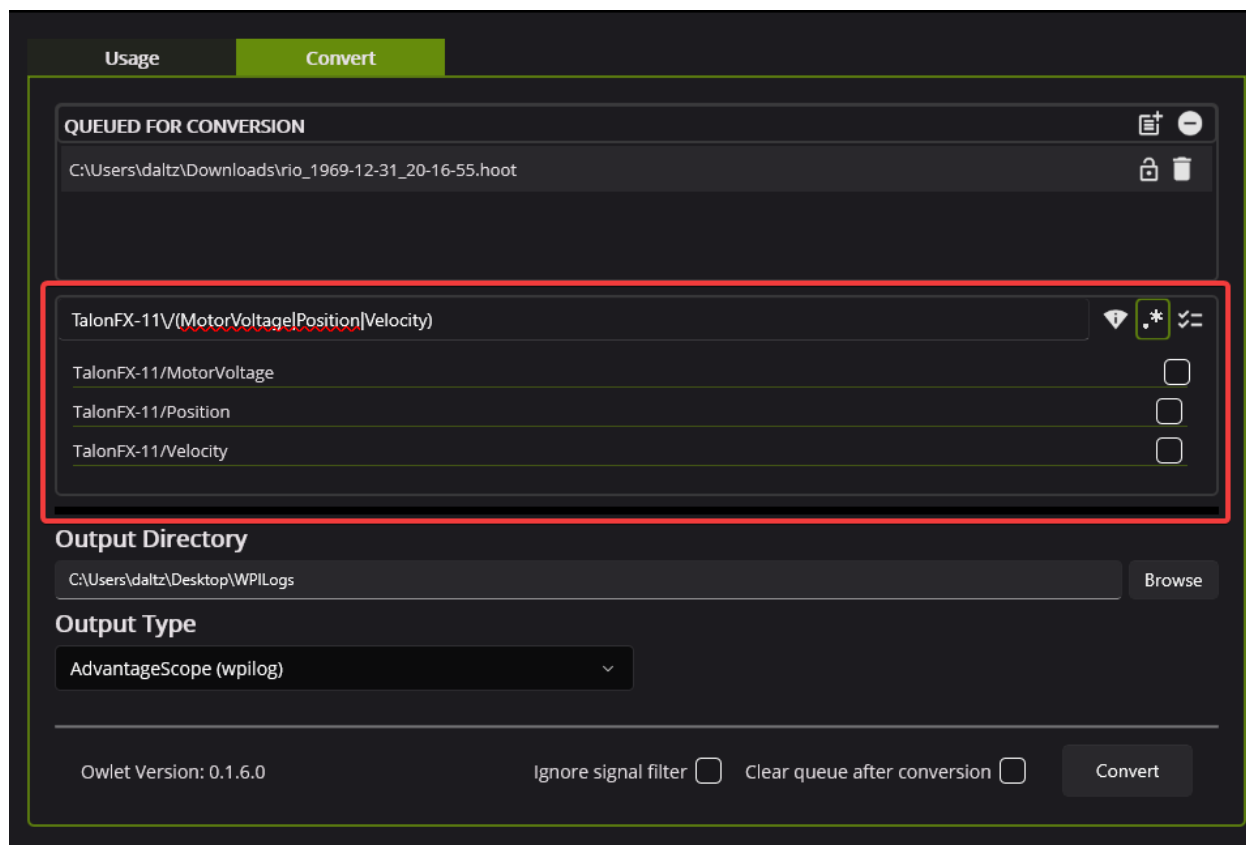 Usage Convert
QUEUED FOR CONVERSION
C:\Users\daltz\Downloads\rio_1969-12-31_20-16-55.hoot
TalonFX-11\/(MotorVoltage|Position|Velocity) .*
TalonFX-11/MotorVoltage
TalonFX-11/Position
TalonFX-11/Velocity
Output Directory
C:\Users\daltz\Desktop\WPILogs Browse
Output Type
AdvantageScope (wpilog)
Owlet Version: 0.1.6.0 Ignore signal filter Clear queue after conversion Convert